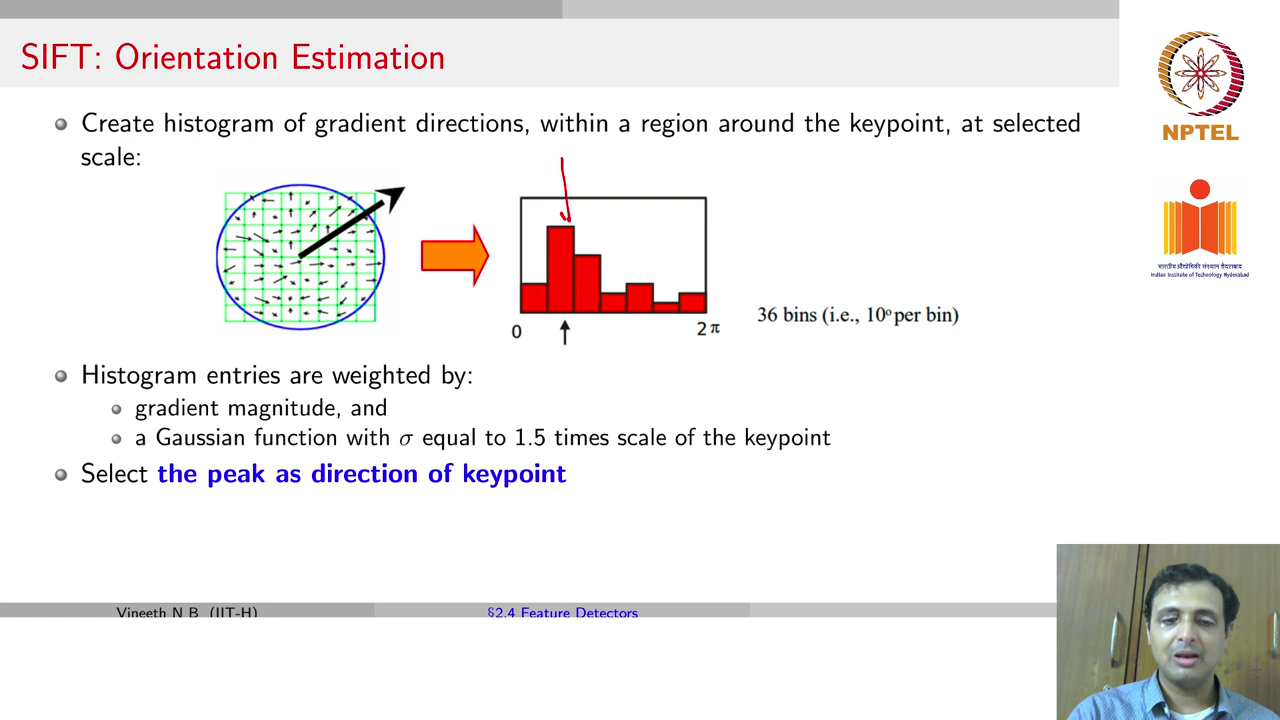 SIFT: Orientation Estimation
Create histogram of gradient directions, within a region around the keypoint, at selected
scale:
0
2 π
36 bins (i.e., 10⁰ per bin)
Histogram entries are weighted by:
gradient magnitude, and
a Gaussian function with σ equal to 1.5 times scale of the keypoint
Select the peak as direction of keypoint
Vineeth N B (IIT-H)
§2.4 Feature Detectors
NPTEL
भारतीय प्रौद्योगिकी संस्थान हैदराबाद
Indian Institute of Technology Hyderabad